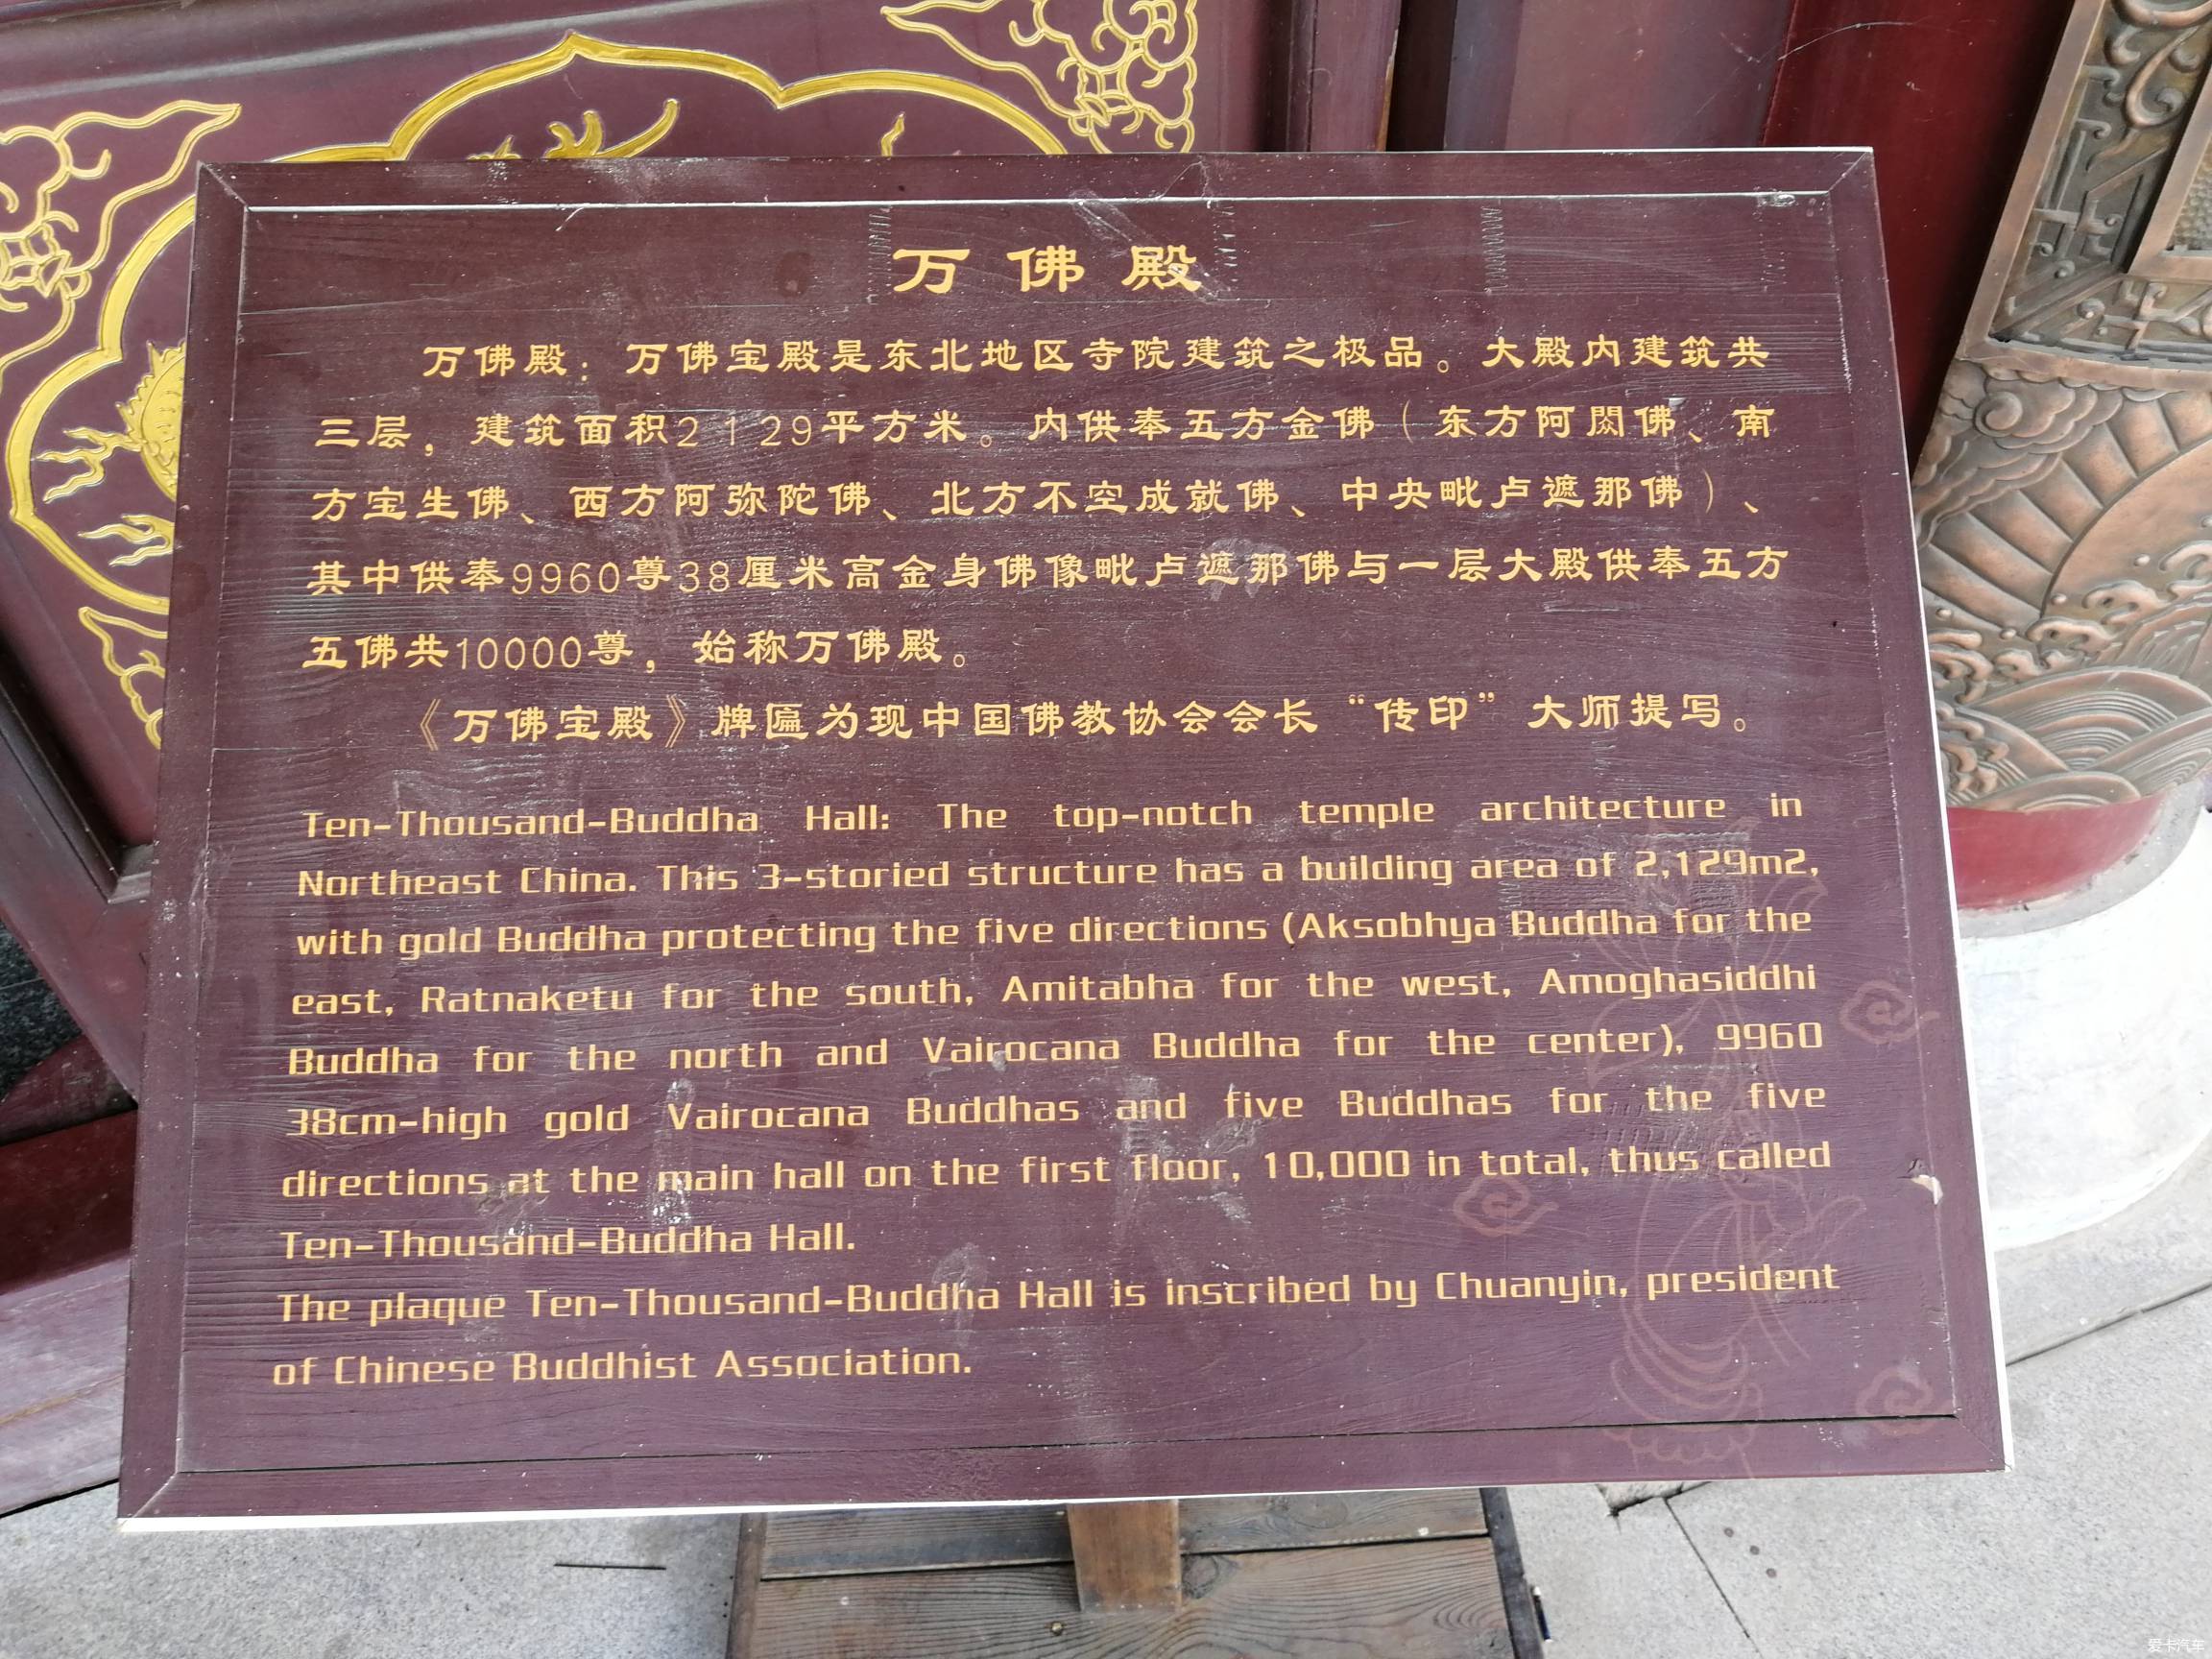 万佛殿
万佛殿：万佛宝殿是东北地区寺院建筑之极品。大殿内建筑共
三层，建筑面积2129平方米。内供奉五方金佛（东方阿閦佛、南
方宝生佛、西方阿弥陀佛、北方不空成就佛、中央毗卢遮那佛）、
其中供奉9960尊38厘米高金身佛像毗卢遮那佛与一层大殿供奉五方
五佛共10000尊，始称万佛殿。
《万佛宝殿》牌匾为现中国佛教协会会长“传印”大师提写。
Ten-Thousand-Buddha Hall: The top-notch temple architecture in
Northeast China. This 3-storied structure has a building area of 2,129m2,
with gold Buddha protecting the five directions (Aksobhya Buddha for the
east, Ratnaketu for the south, Amitabha for the west, Amoghasiddhi
Buddha for the north and Vairocana Buddha for the center), 9960
38cm-high gold Vairocana Buddhas and five Buddhas for the five
directions at the main hall on the first floor, 10,000 in total, thus called
Ten-Thousand-Buddha Hall.
The plaque Ten-Thousand-Buddha Hall is inscribed by Chuanyin, president
of Chinese Buddhist Association.
爱卡汽车